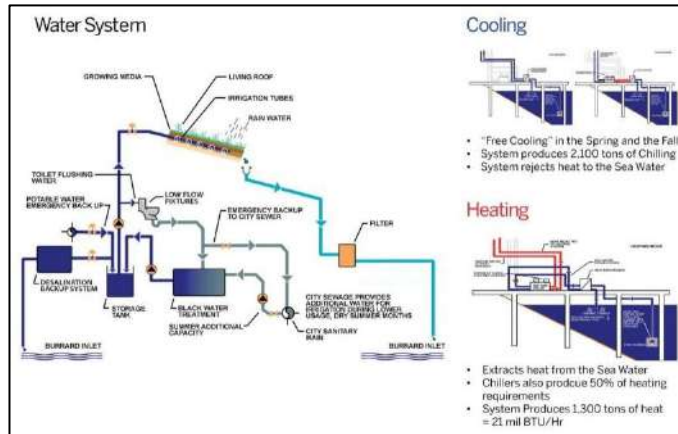 Water System
GROWING MEDIA
LIVING ROOF
IRRIGATION TUBES
RAIN WATER
TOILET FLUSHING
WATER
LOW FLOW
FIXTURES
POTABLE WATER
EMERGENCY BACK UP
EMERGENCY BACKUP
TO CITY SEWER
FILTER
DESALINATION
BACKUP SYSTEM
STORAGE
TANK
BLACK WATER
TREATMENT
SUMMER ADDITIONAL
CAPACITY
CITY SEWAGE PROVIDES
ADDITIONAL WATER FOR
IRRIGATION DURING LOWER
USAGE, DRY SUMMER MONTHS
CITY SANITARY
MAIN
BURRARD INLET
BURRARD INLET
Cooling
• "Free Cooling" in the Spring and the Fall
• System produces 2,100 tons of Chilling
• System rejects heat to the Sea Water
Heating
• Extracts heat from the Sea Water
• Chillers also prodcue 50% of heating
requirements
• System Produces 1,300 tons of heat
= 21 mil BTU/Hr